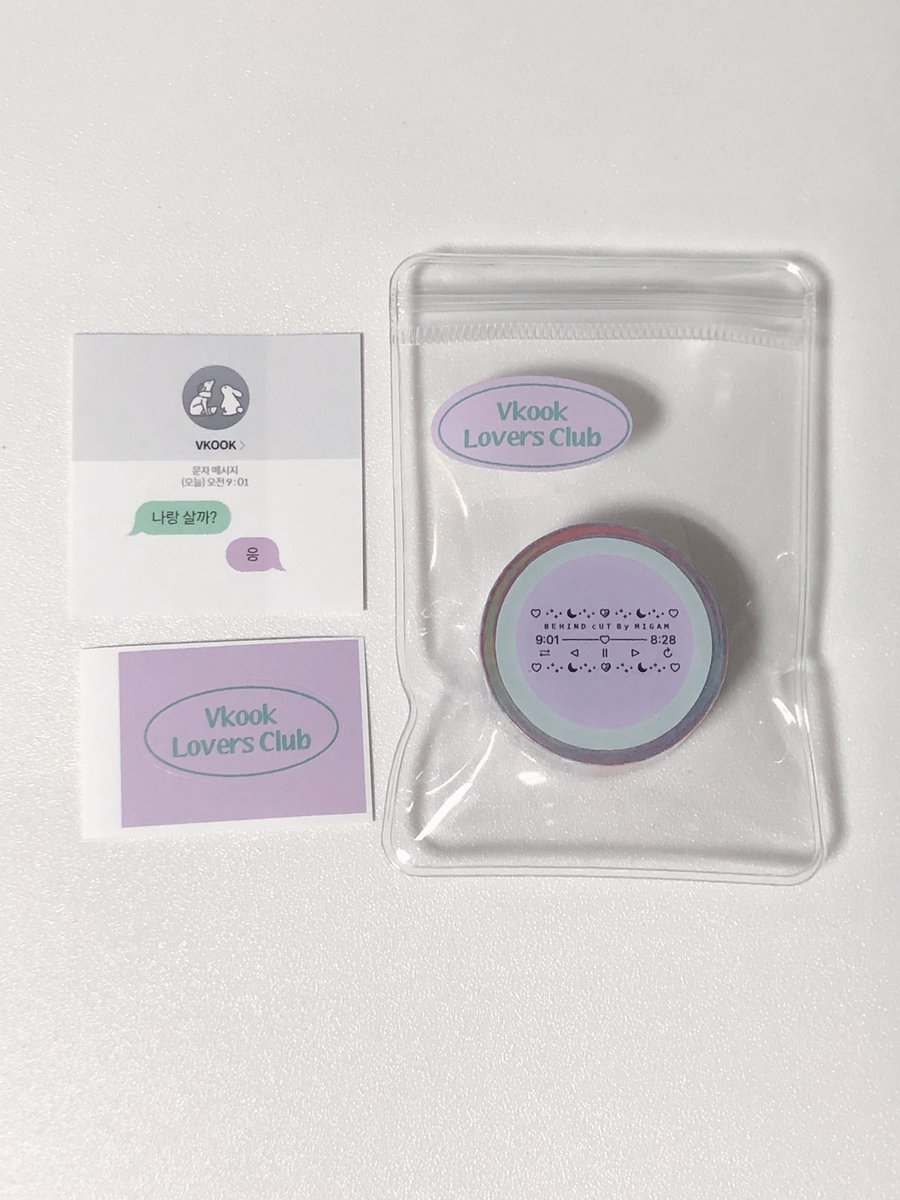 VKOOK >
문자 메시지
(오늘) 오전 9:01
나랑 살까?
응
Vkook
Lovers Club
Vkook
Lovers Club
BEHIND cUT By MIGAM
9:01 8:28